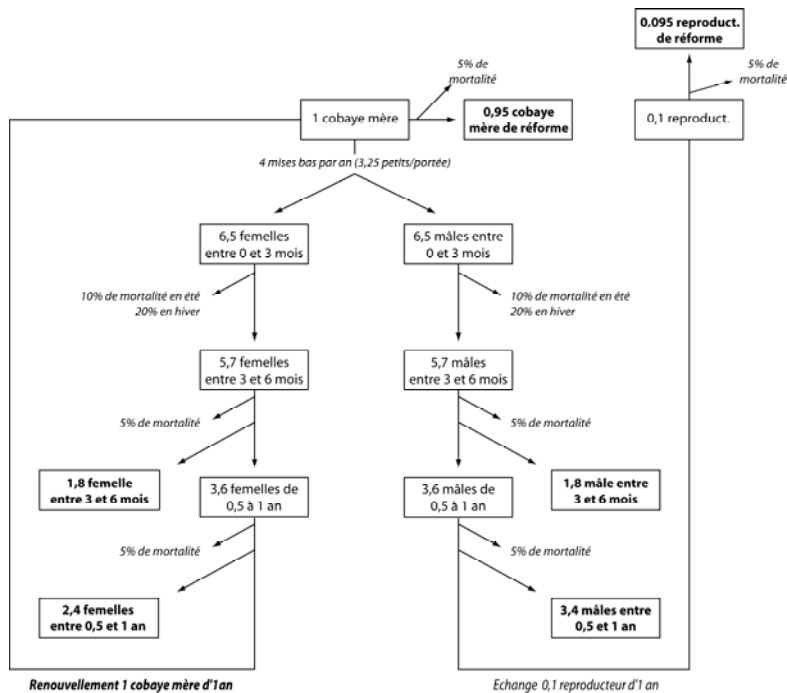 0,095 reproduct.
de réforme
5% de
mortalité
5% de
mortalité
1 cobaye mère
0,95 cobaye
mère de réforme
0,1 reproduct.
4 mises bas par an (3,25 petits/portée)
6,5 femelles
entre 0 et 3 mois
6,5 mâles entre
0 et 3 mois
10% de mortalité en été
20% en hiver
10% de mortalité en été
20% en hiver
5,7 femelles
entre 3 et 6 mois
5,7 mâles
entre 3 et 6 mois
5% de mortalité
5% de mortalité
1,8 femelle
entre 3 et 6 mois
3,6 femelles de
0,5 à 1 an
3,6 mâles de
0,5 à 1 an
1,8 mâle entre
3 et 6 mois
5% de mortalité
5% de mortalité
2,4 femelles
entre 0,5 et 1 an
3,4 mâles entre
0,5 et 1 an
Renouvellement 1 cobaye mère d'1an
Echange 0,1 reproducteur d'1 an